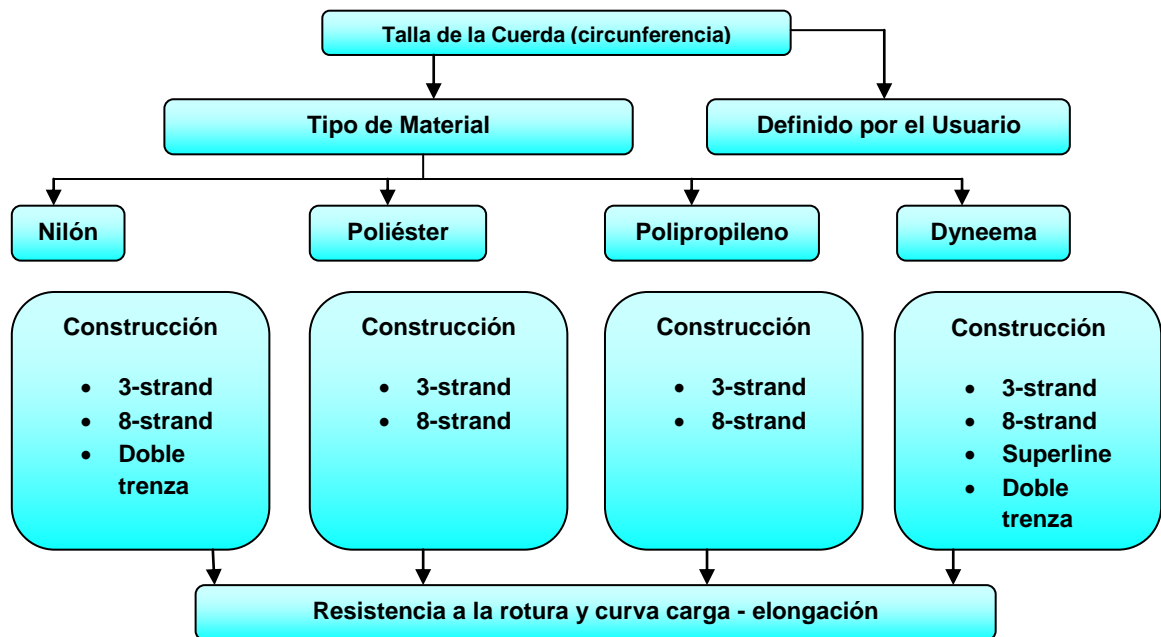 Talla de la Cuerda (circunferencia)
Tipo de Material
Definido por el Usuario
Nilón
Poliéster
Polipropileno
Dyneema
Construcción
• 3-strand
• 8-strand
• Doble
trenza
Construcción
• 3-strand
• 8-strand
Construcción
• 3-strand
• 8-strand
Construcción
• 3-strand
• 8-strand
• Superline
• Doble
trenza
Resistencia a la rotura y curva carga - elongación